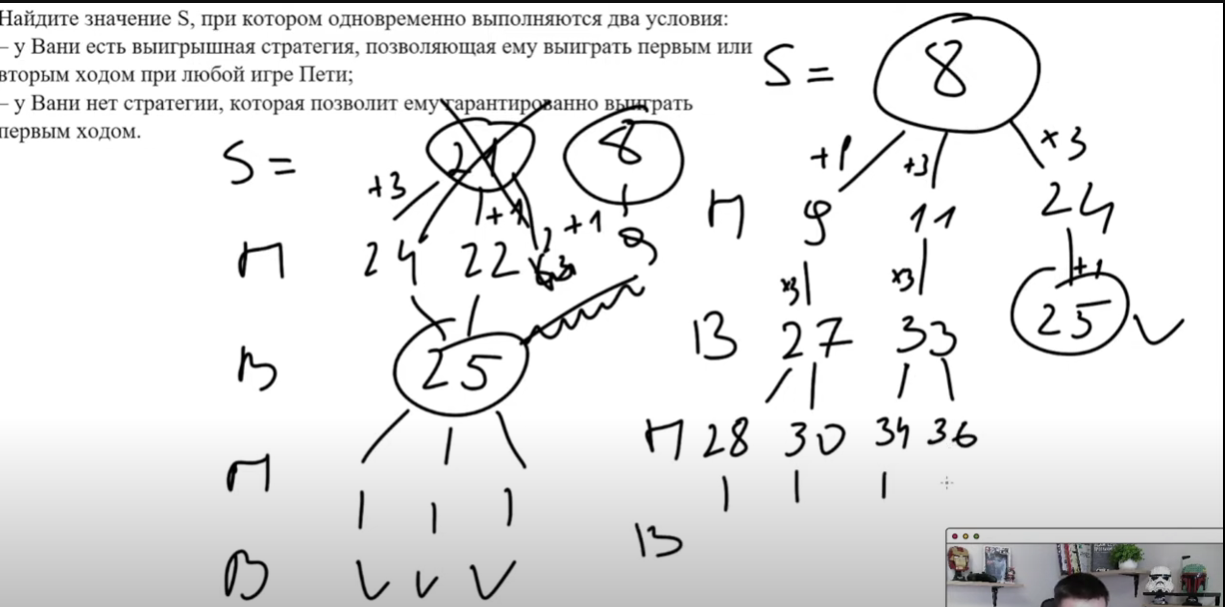 Найдите значение S, при котором одновременно выполняются два условия:
– у Вани есть выигрышная стратегия, позволяющая ему выиграть первым или
вторым ходом при любой игре Пети;
– у Вани нет стратегии, которая позволит ему гарантированно выиграть
первым ходом.
S = 8
+1 +3 ×3
П 9 11 24
×3 ×3 +1
В 27 33 25
П 28 30 34 36
В
S = 21 8
+3 +1 +1
П 24 22 9
В 25
П
В